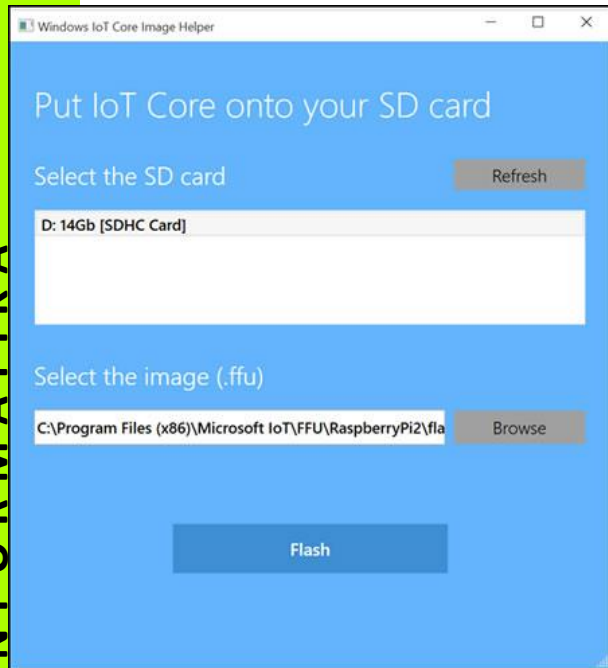 Windows IoT Core Image Helper
Put IoT Core onto your SD card
Select the SD card
Refresh
D: 14Gb [SDHC Card]
Select the image (.ffu)
C:\Program Files (x86)\Microsoft IoT\FFU\RaspberryPi2\fla
Browse
Flash